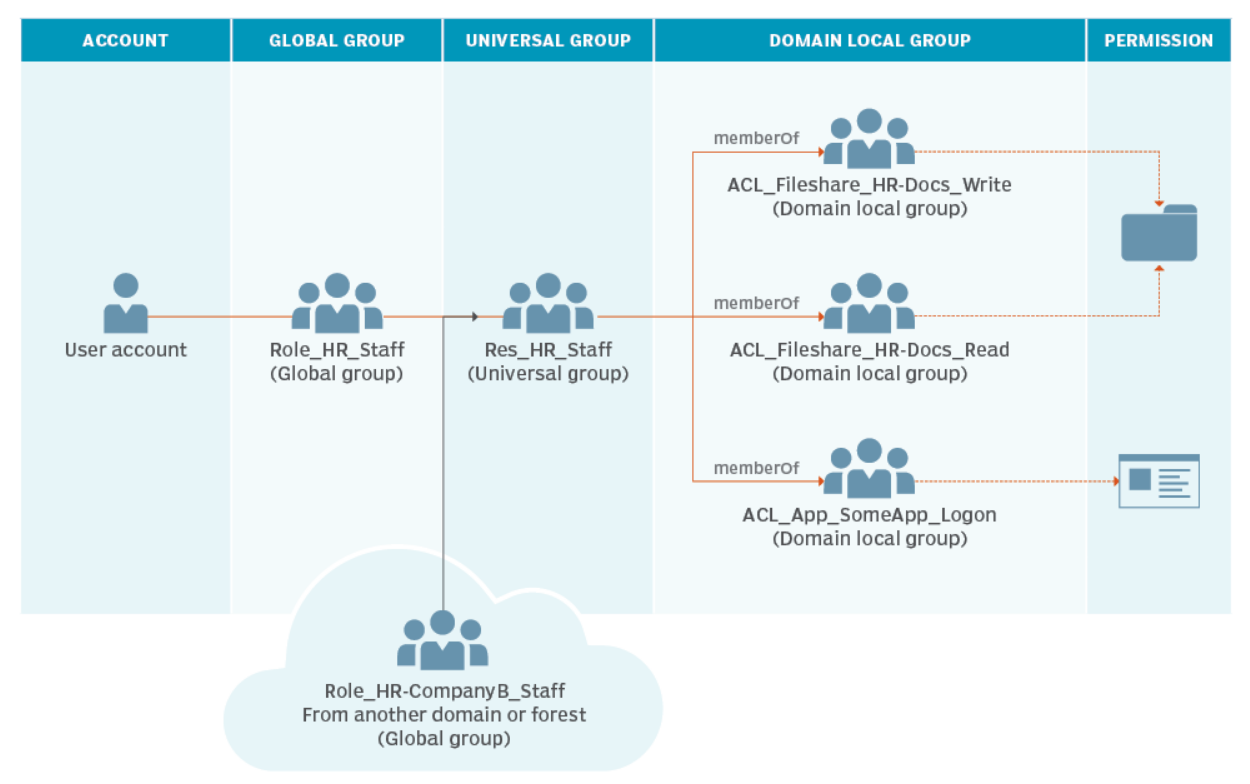 ACCOUNT
GLOBAL GROUP
UNIVERSAL GROUP
DOMAIN LOCAL GROUP
PERMISSION
memberOf
ACL_Fileshare_HR-Docs_Write
(Domain local group)
User account
Role_HR_Staff
(Global group)
Res_HR_Staff
(Universal group)
memberOf
ACL_Fileshare_HR-Docs_Read
(Domain local group)
memberOf
ACL_App_SomeApp_Logon
(Domain local group)
Role_HR-CompanyB_Staff
From another domain or forest
(Global group)